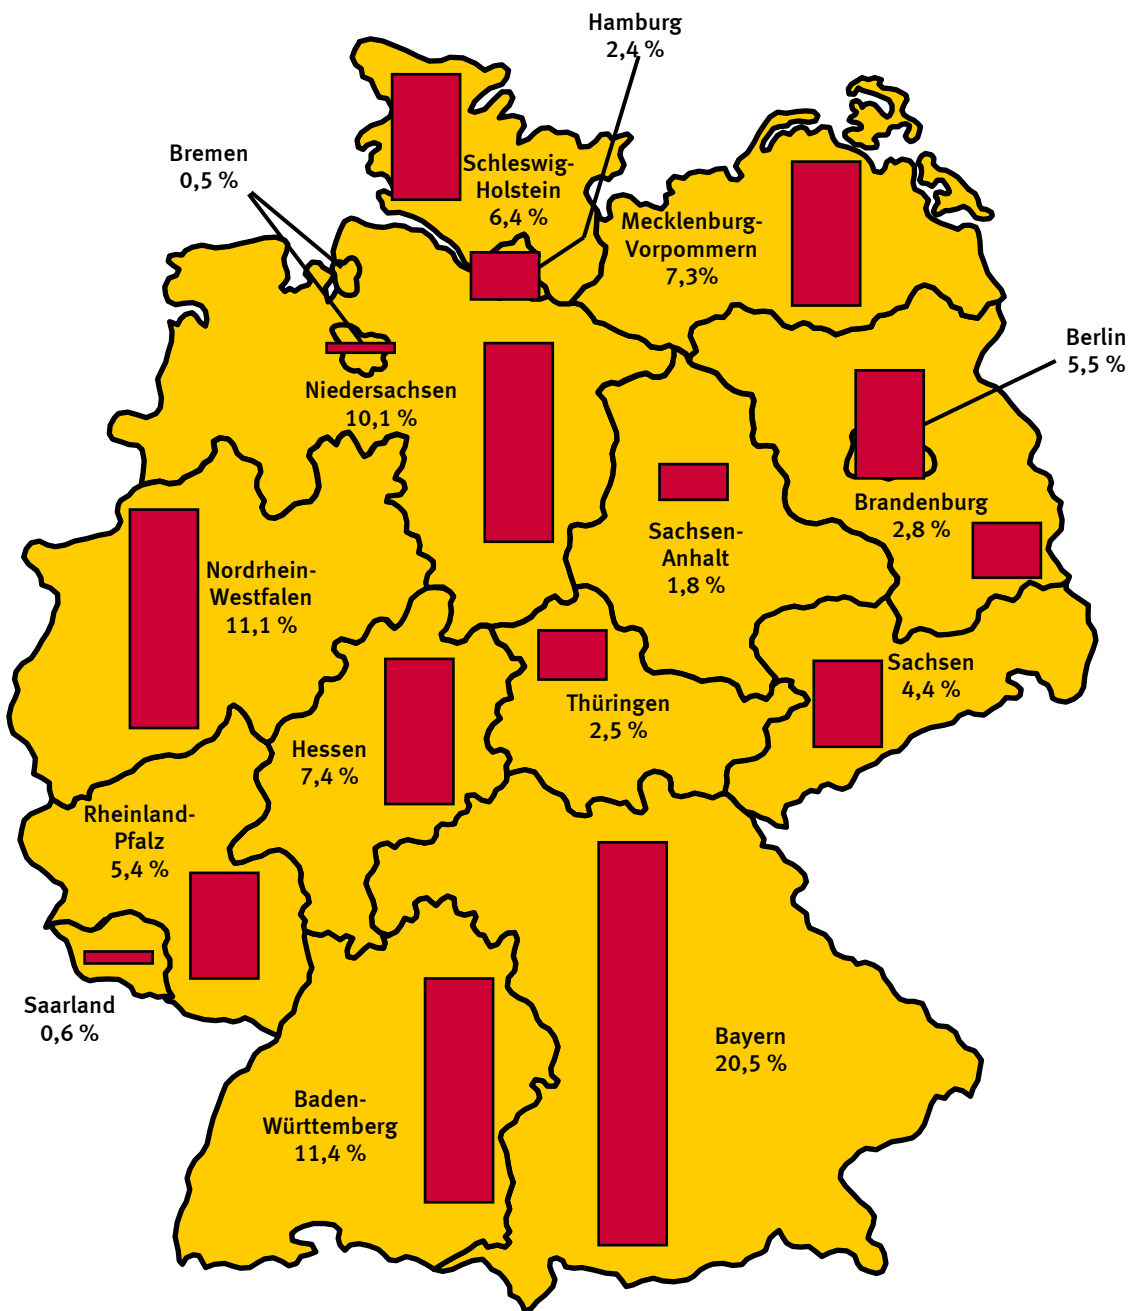 Hamburg
2,4 %
Bremen
0,5 %
Schleswig-
Holstein
6,4 %
Mecklenburg-
Vorpommern
7,3%
Berlin
5,5 %
Niedersachsen
10,1 %
Brandenburg
2,8 %
Sachsen-
Anhalt
1,8 %
Nordrhein-
Westfalen
11,1 %
Sachsen
4,4 %
Thüringen
2,5 %
Hessen
7,4 %
Rheinland-
Pfalz
5,4 %
Saarland
0,6 %
Bayern
20,5 %
Baden-
Württemberg
11,4 %